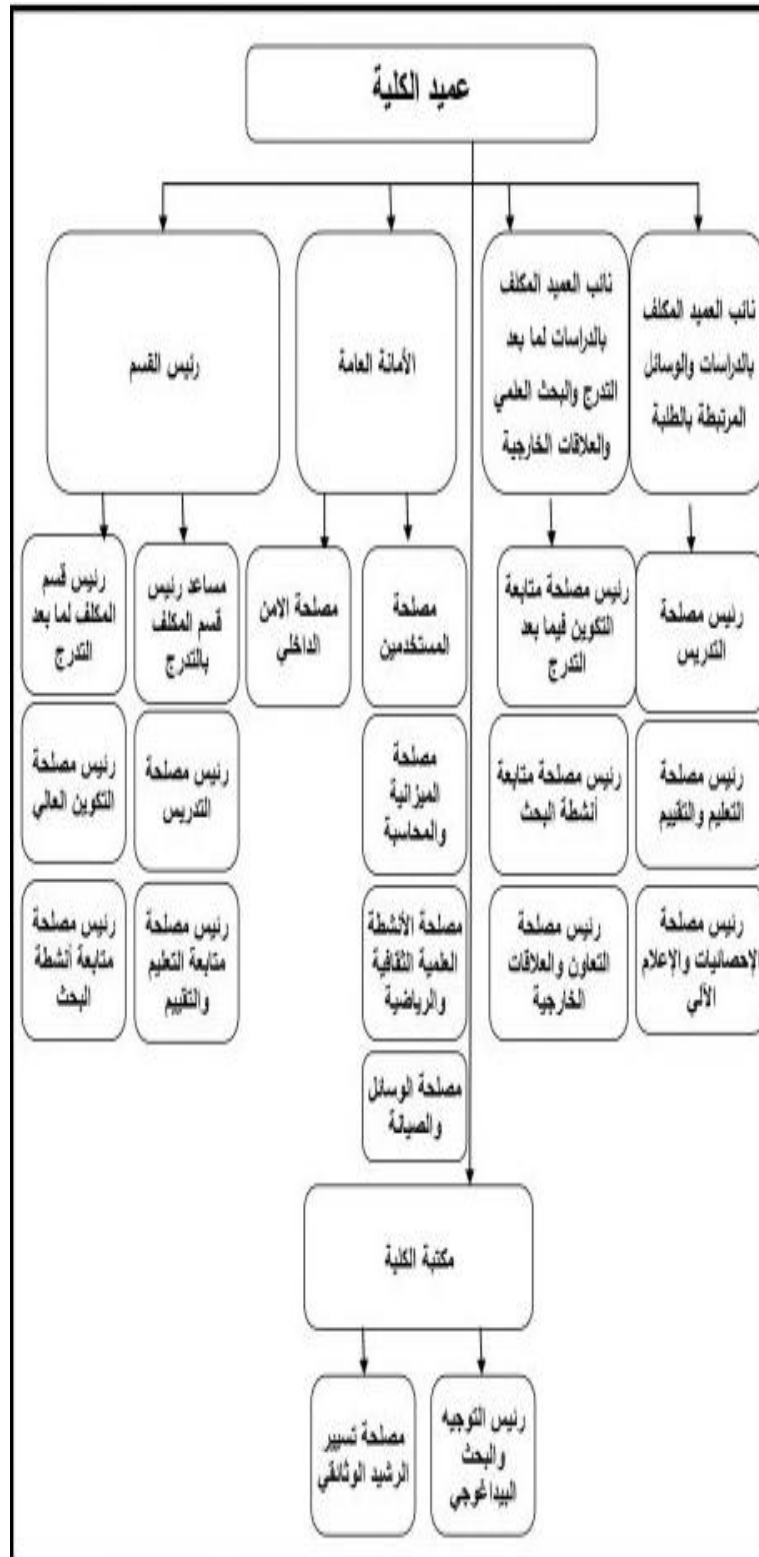 عميد الكلية
نائب العميد المكلف
بالدراسات والوسائل
المرتبطة بالطلبة
نائب العميد المكلف
بالدراسات لما بعد
التدرج والبحث العلمي
والعلاقات الخارجية
الأمانة العامة
رئيس القسم
رئيس مصلحة
التدريس
رئيس مصلحة
التعليم والتقييم
رئيس مصلحة
الإحصائيات والإعلام
الآلي
رئيس مصلحة متابعة
التكوين فيما بعد
التدرج
رئيس مصلحة متابعة
أنشطة البحث
رئيس مصلحة
التعاون والعلاقات
الخارجية
مصلحة
المستخدمين
مصلحة
الميزانية
والمحاسبة
مصلحة الأنشطة
العلمية الثقافية
والرياضية
مصلحة الوسائل
والصيانة
مصلحة الامن
الداخلي
مساعد رئيس
قسم المكلف
بالتدرج
رئيس مصلحة
التدريس
رئيس مصلحة
متابعة التعليم
والتقييم
رئيس قسم
المكلف لما بعد
التدرج
رئيس مصلحة
التكوين العالي
رئيس مصلحة
متابعة أنشطة
البحث
مكتبة الكلية
رئيس التوجيه
والبحث
البيداغوجي
مصلحة تسيير
الرشيد الوثائقي